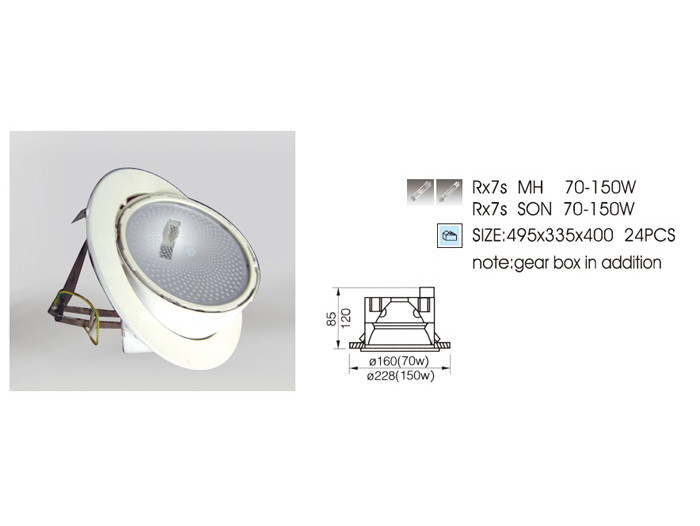 Rx7s MH 70-150W
Rx7s SON 70-150W
SIZE:495x335x400 24PCS
note:gear box in addition
85
120
ø160(70w)
ø228(150w)